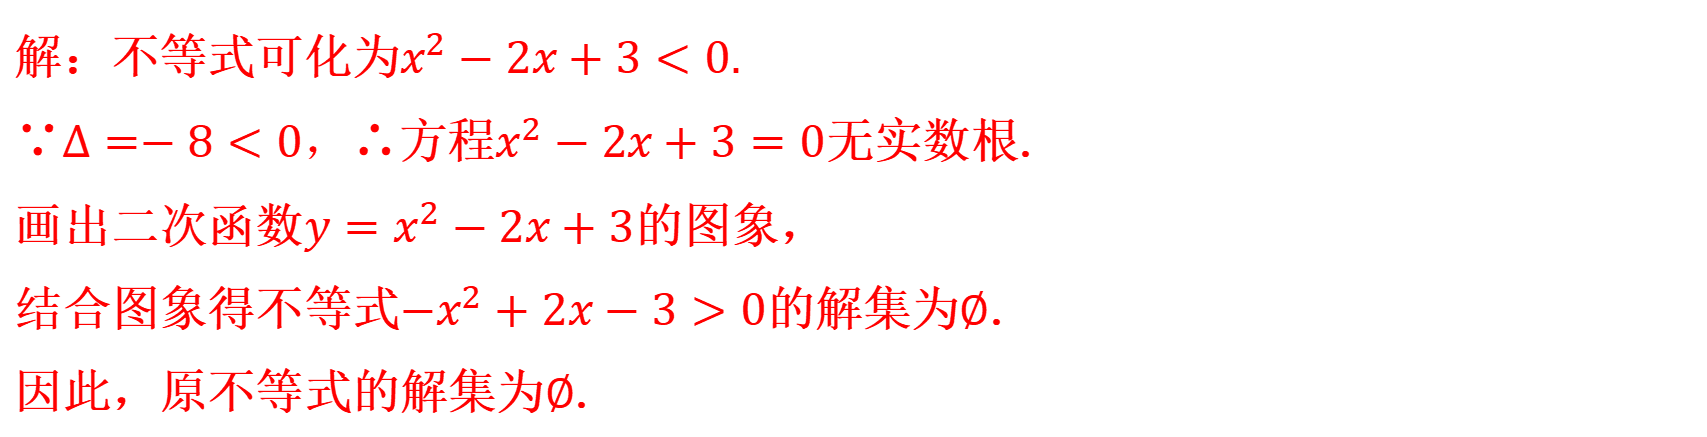 解：不等式可化为x² − 2x + 3 < 0.
∵Δ =− 8 < 0，∴方程x² − 2x + 3 = 0无实数根.
画出二次函数y = x² − 2x + 3的图象，
结合图象得不等式−x² + 2x − 3 > 0的解集为∅.
因此，原不等式的解集为∅.